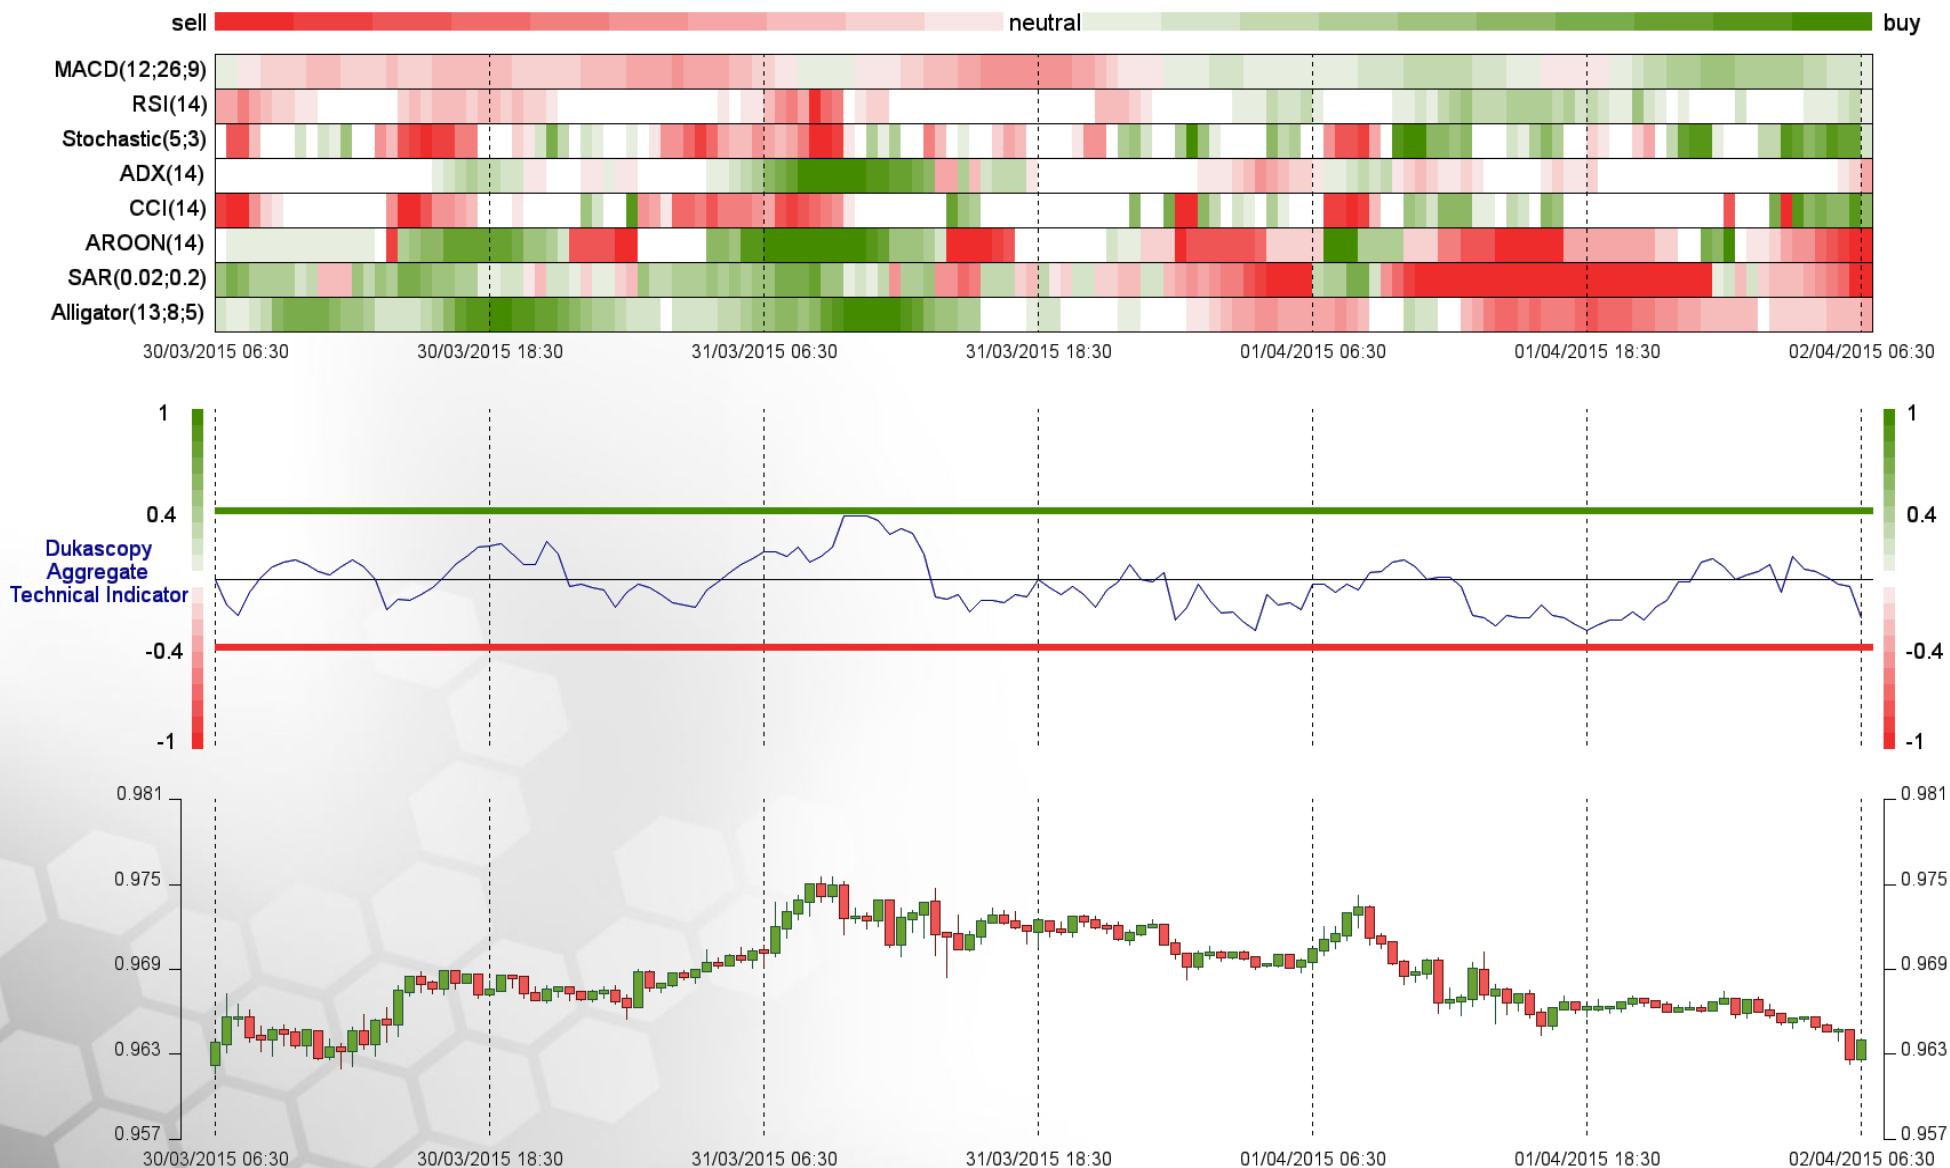 sell neutral buy
MACD(12;26;9)
RSI(14)
Stochastic(5;3)
ADX(14)
CCI(14)
AROON(14)
SAR(0.02;0.2)
Alligator(13;8;5)
30/03/2015 06:30 30/03/2015 18:30 31/03/2015 06:30 31/03/2015 18:30 01/04/2015 06:30 01/04/2015 18:30 02/04/2015 06:30
1 1
0.4 0.4
Dukascopy
Aggregate
Technical Indicator
-0.4 -0.4
-1 -1
0.981 0.981
0.975 0.975
0.969 0.969
0.963 0.963
0.957 0.957
30/03/2015 06:30 30/03/2015 18:30 31/03/2015 06:30 31/03/2015 18:30 01/04/2015 06:30 01/04/2015 18:30 02/04/2015 06:30